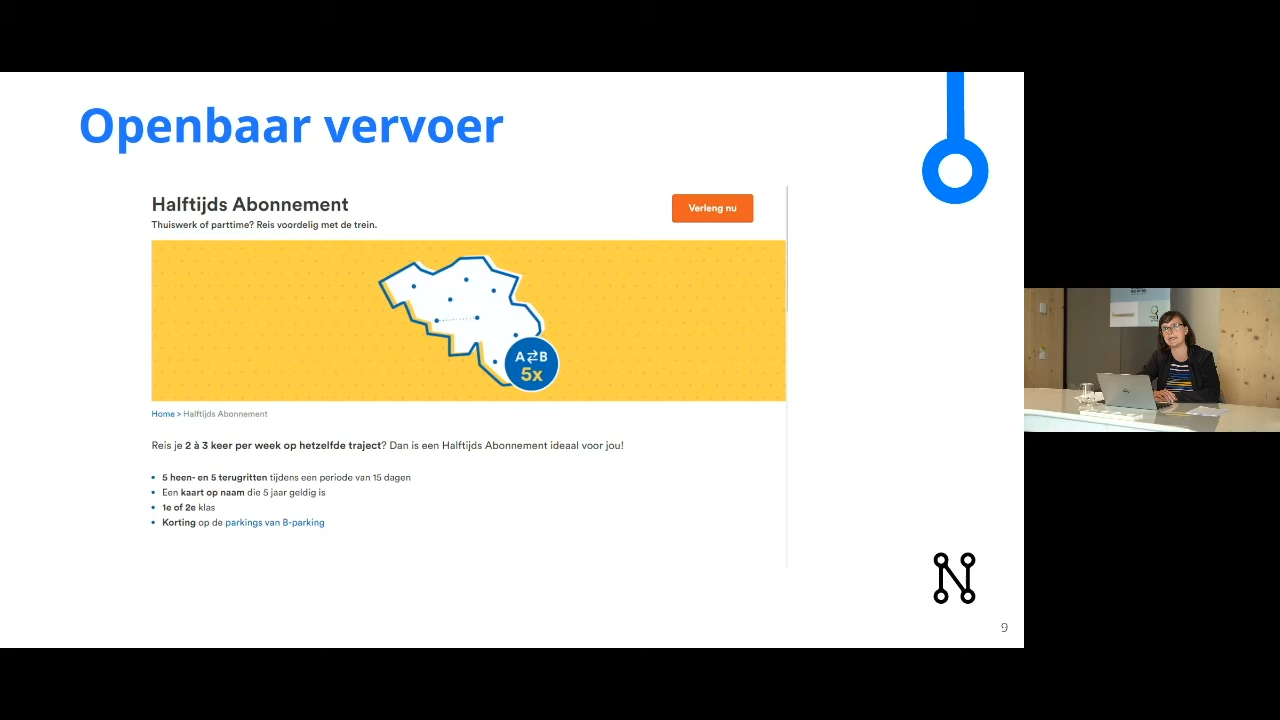 Openbaar vervoer
Halftijds Abonnement
Thuiswerk of parttime? Reis voordelig met de trein.
Verleng nu
A⇄B
5x
Home > Halftijds Abonnement
Reis je 2 à 3 keer per week op hetzelfde traject? Dan is een Halftijds Abonnement ideaal voor jou!
• 5 heen- en 5 terugritten tijdens een periode van 15 dagen
• Een kaart op naam die 5 jaar geldig is
• 1e of 2e klas
• Korting op de parkings van B-parking
N
9